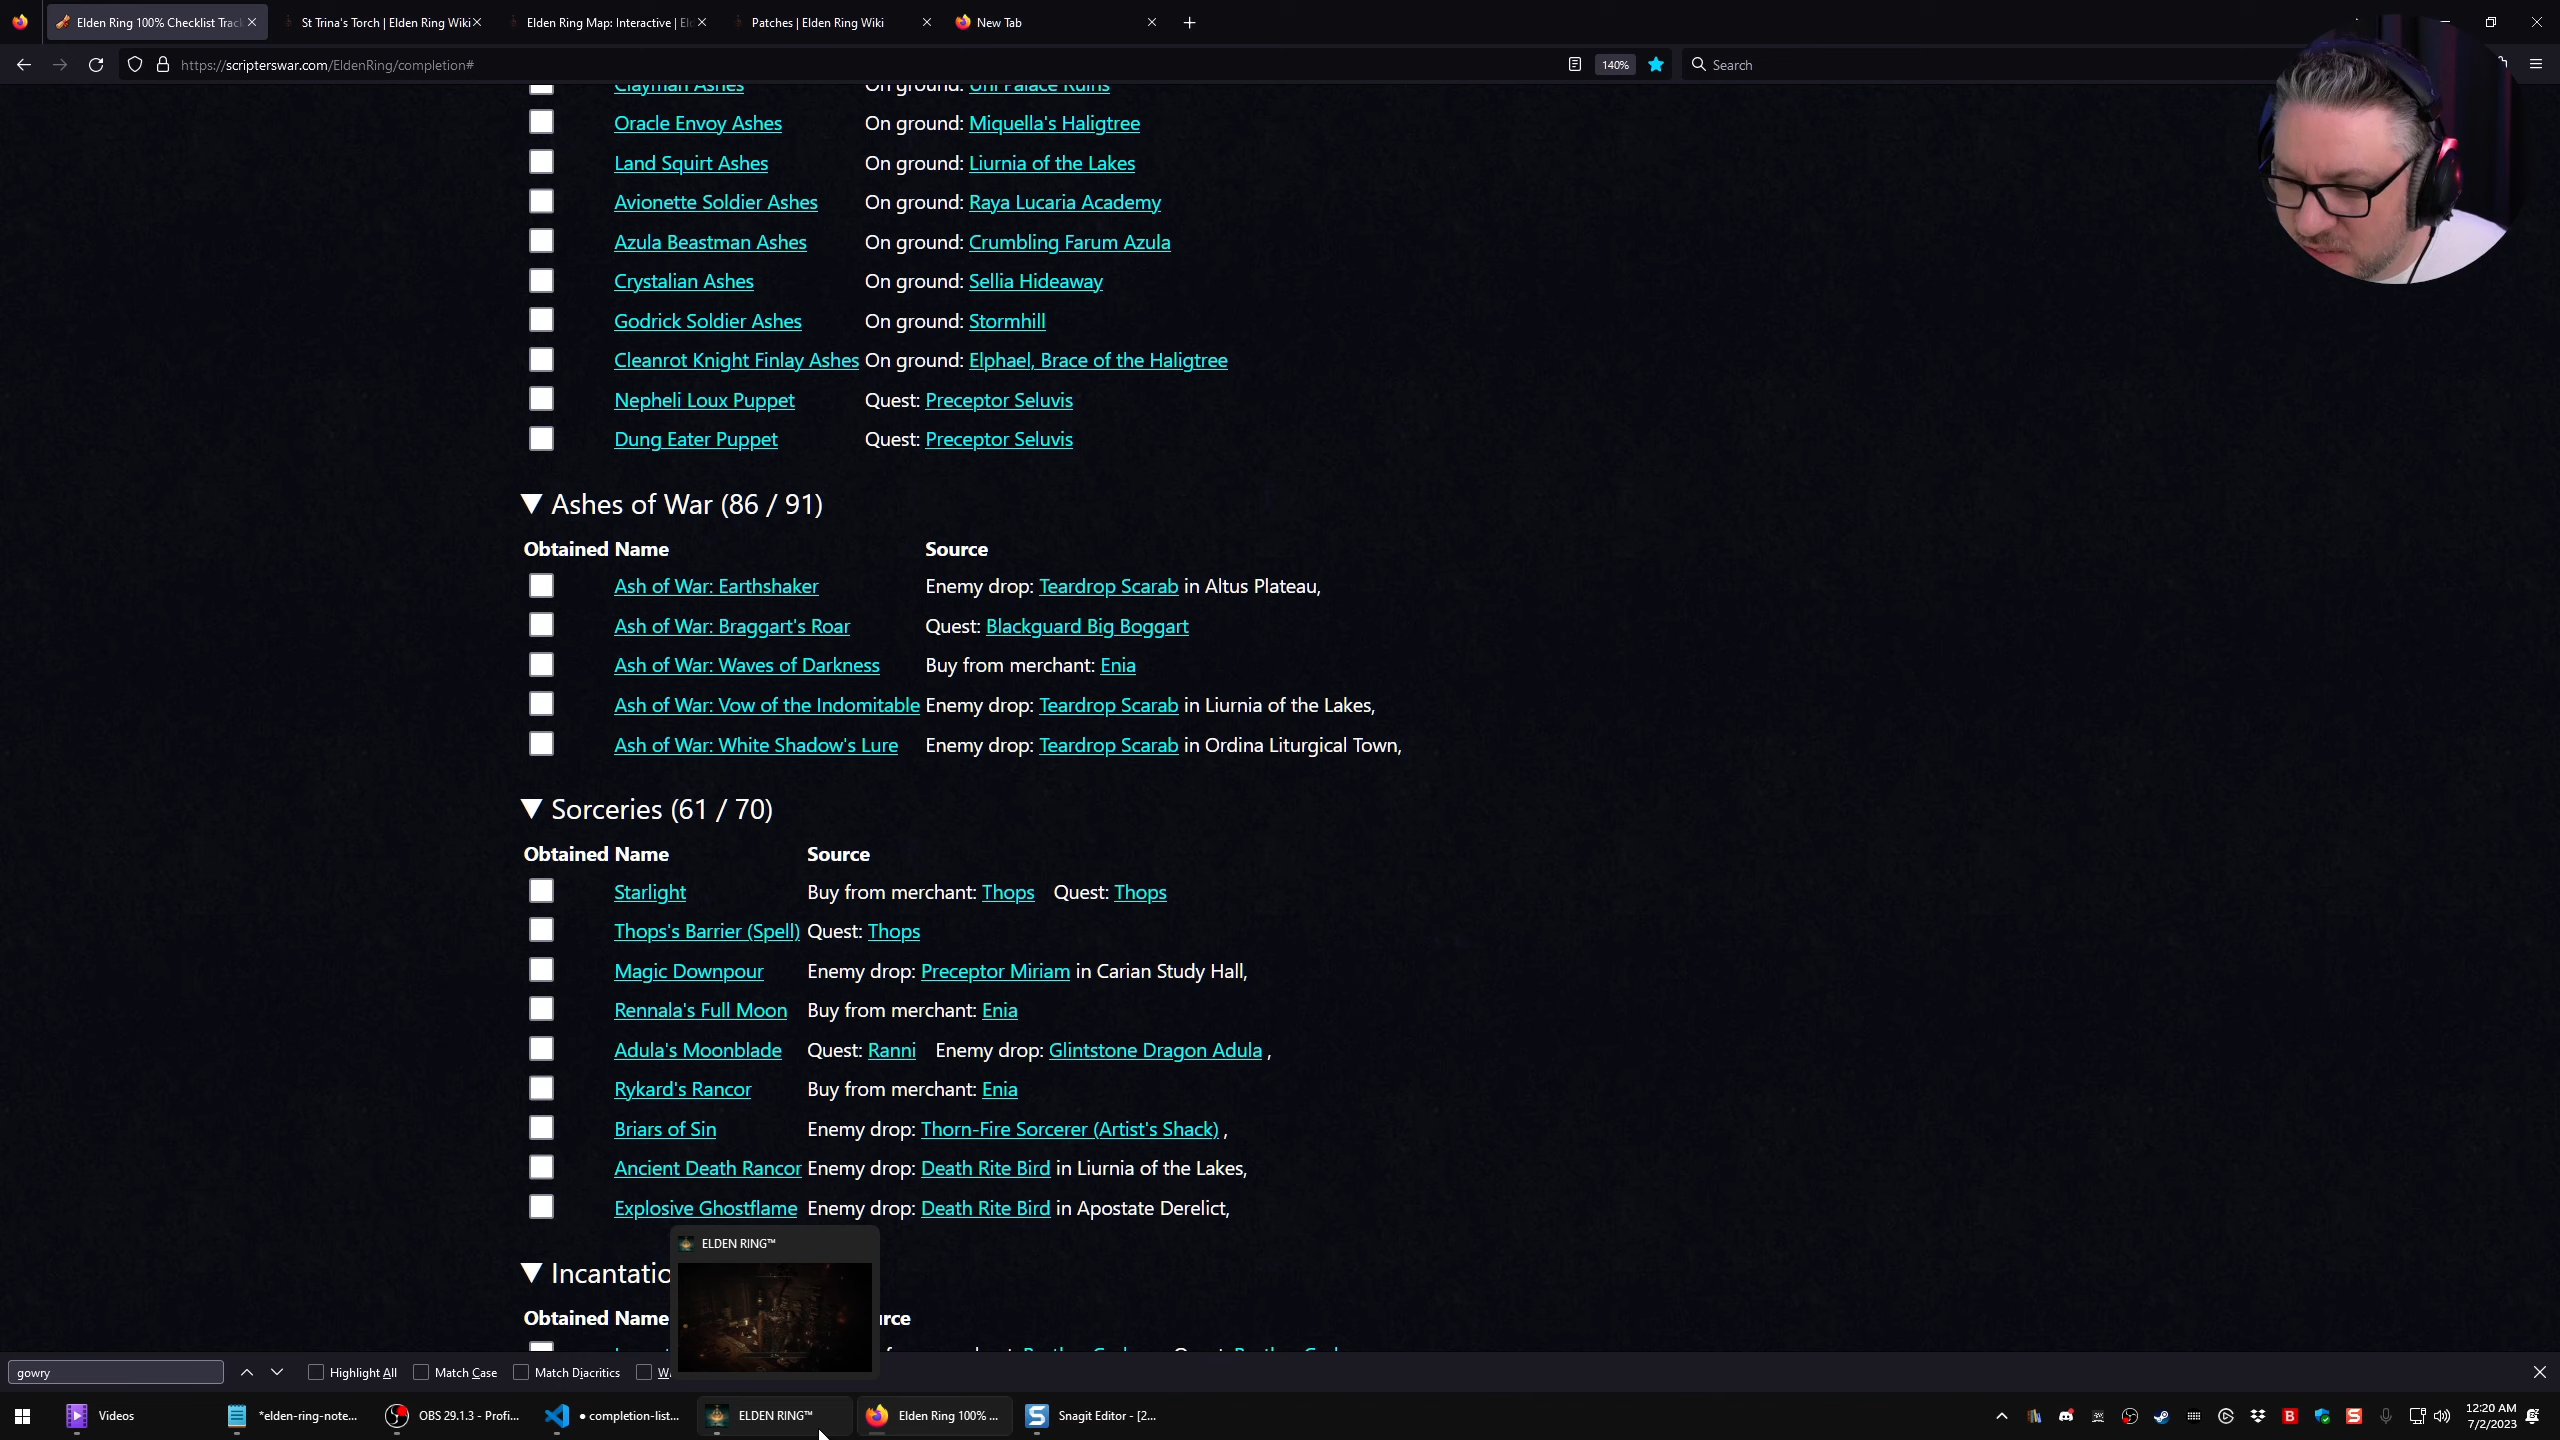 Elden Ring 100% Checklist Track
St Trina's Torch | Elden Ring Wiki
Elden Ring Map: Interactive | El
Patches | Elden Ring Wiki
New Tab
https://scripterswar.com/EldenRing/completion#
140%
Search
Clayman Ashes On ground: Uhl Palace Ruins
Oracle Envoy Ashes On ground: Miquella's Haligtree
Land Squirt Ashes On ground: Liurnia of the Lakes
Avionette Soldier Ashes On ground: Raya Lucaria Academy
Azula Beastman Ashes On ground: Crumbling Farum Azula
Crystalian Ashes On ground: Sellia Hideaway
Godrick Soldier Ashes On ground: Stormhill
Cleanrot Knight Finlay Ashes On ground: Elphael, Brace of the Haligtree
Nepheli Loux Puppet Quest: Preceptor Seluvis
Dung Eater Puppet Quest: Preceptor Seluvis
▼ Ashes of War (86 / 91)
Obtained Name Source
Ash of War: Earthshaker Enemy drop: Teardrop Scarab in Altus Plateau,
Ash of War: Braggart's Roar Quest: Blackguard Big Boggart
Ash of War: Waves of Darkness Buy from merchant: Enia
Ash of War: Vow of the Indomitable Enemy drop: Teardrop Scarab in Liurnia of the Lakes,
Ash of War: White Shadow's Lure Enemy drop: Teardrop Scarab in Ordina Liturgical Town,
▼ Sorceries (61 / 70)
Obtained Name Source
Starlight Buy from merchant: Thops Quest: Thops
Thops's Barrier (Spell) Quest: Thops
Magic Downpour Enemy drop: Preceptor Miriam in Carian Study Hall,
Rennala's Full Moon Buy from merchant: Enia
Adula's Moonblade Quest: Ranni Enemy drop: Glintstone Dragon Adula ,
Rykard's Rancor Buy from merchant: Enia
Briars of Sin Enemy drop: Thorn-Fire Sorcerer (Artist's Shack) ,
Ancient Death Rancor Enemy drop: Death Rite Bird in Liurnia of the Lakes,
Explosive Ghostflame Enemy drop: Death Rite Bird in Apostate Derelict,
ELDEN RING™
▼ Incantatio
Obtained Name urce
gowry
Highlight All
Match Case
Match Diacritics
W
Videos
*elden-ring-note...
OBS 29.1.3 - Profi...
● completion-list...
ELDEN RING™
Elden Ring 100% ...
Snagit Editor - [2...
12:20 AM
7/2/2023